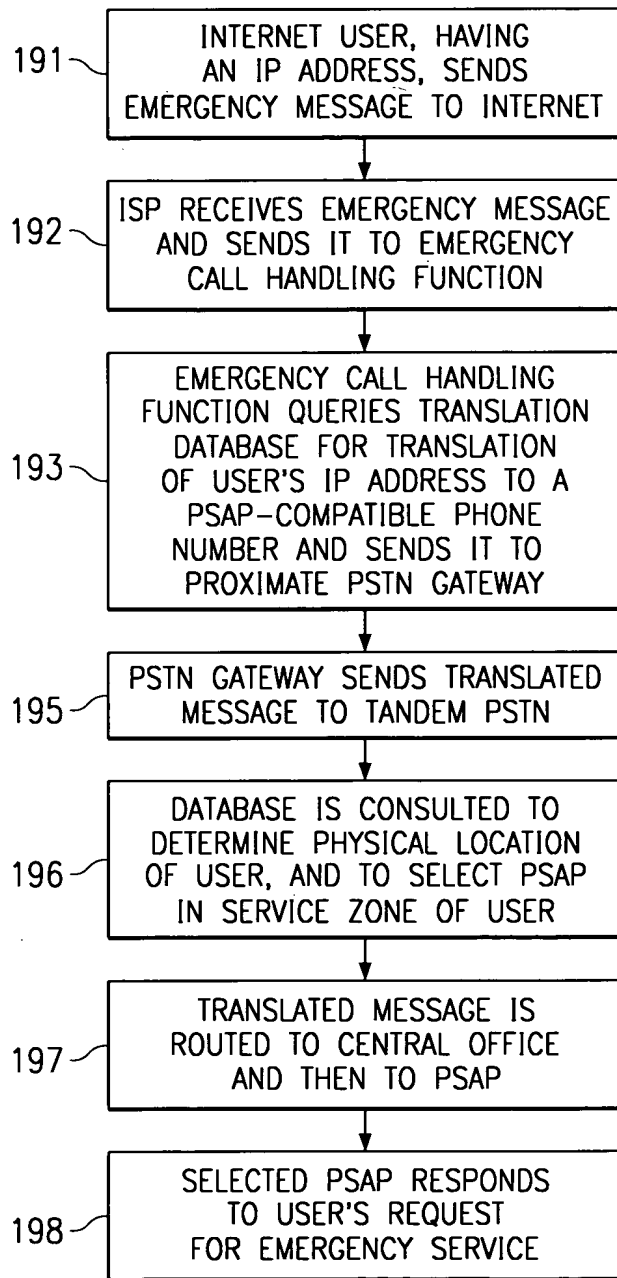 191
INTERNET USER, HAVING
AN IP ADDRESS, SENDS
EMERGENCY MESSAGE TO INTERNET
192
ISP RECEIVES EMERGENCY MESSAGE
AND SENDS IT TO EMERGENCY
CALL HANDLING FUNCTION
193
EMERGENCY CALL HANDLING
FUNCTION QUERIES TRANSLATION
DATABASE FOR TRANSLATION
OF USER'S IP ADDRESS TO A
PSAP-COMPATIBLE PHONE
NUMBER AND SENDS IT TO
PROXIMATE PSTN GATEWAY
195
PSTN GATEWAY SENDS TRANSLATED
MESSAGE TO TANDEM PSTN
196
DATABASE IS CONSULTED TO
DETERMINE PHYSICAL LOCATION
OF USER, AND TO SELECT PSAP
IN SERVICE ZONE OF USER
197
TRANSLATED MESSAGE IS
ROUTED TO CENTRAL OFFICE
AND THEN TO PSAP
198
SELECTED PSAP RESPONDS
TO USER'S REQUEST
FOR EMERGENCY SERVICE